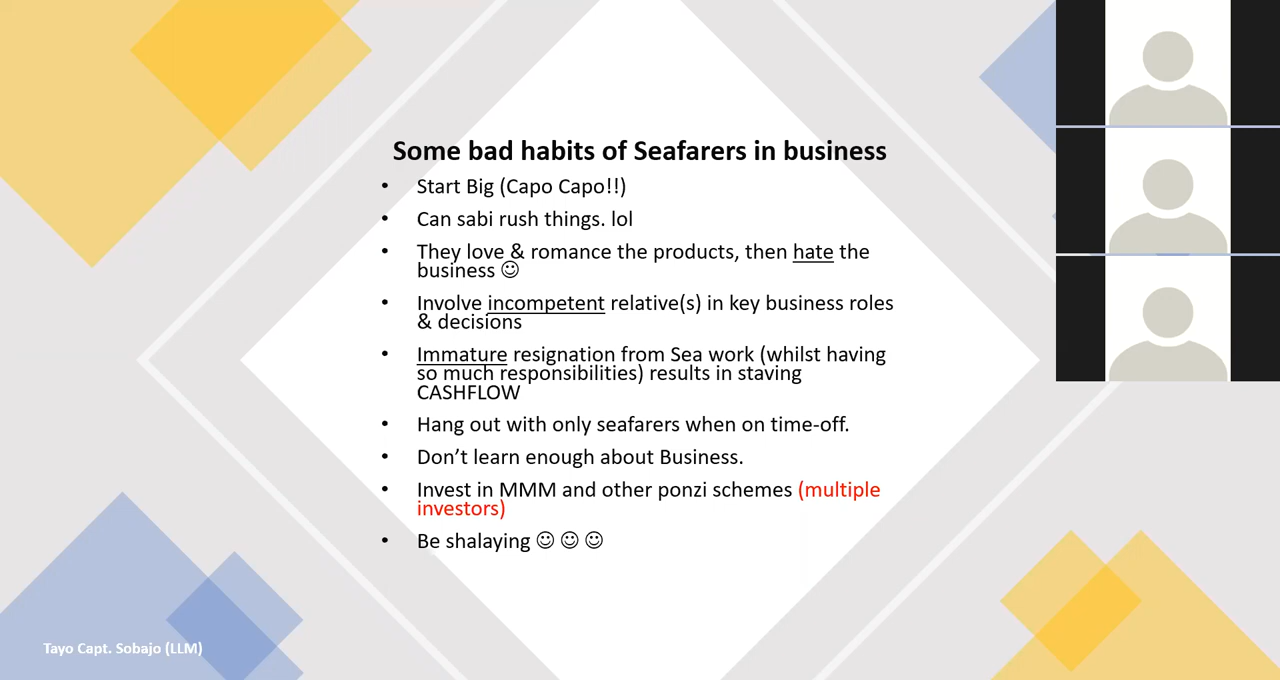 Some bad habits of Seafarers in business
• Start Big (Capo Capo!!)
• Can sabi rush things. lol
• They love & romance the products, then hate the
business ☺
• Involve incompetent relative(s) in key business roles
& decisions
• Immature resignation from Sea work (whilst having
so much responsibilities) results in staving
CASHFLOW
• Hang out with only seafarers when on time-off.
• Don’t learn enough about Business.
• Invest in MMM and other ponzi schemes (multiple
investors)
• Be shalaying ☺ ☺ ☺
Tayo Capt. Sobajo (LLM)